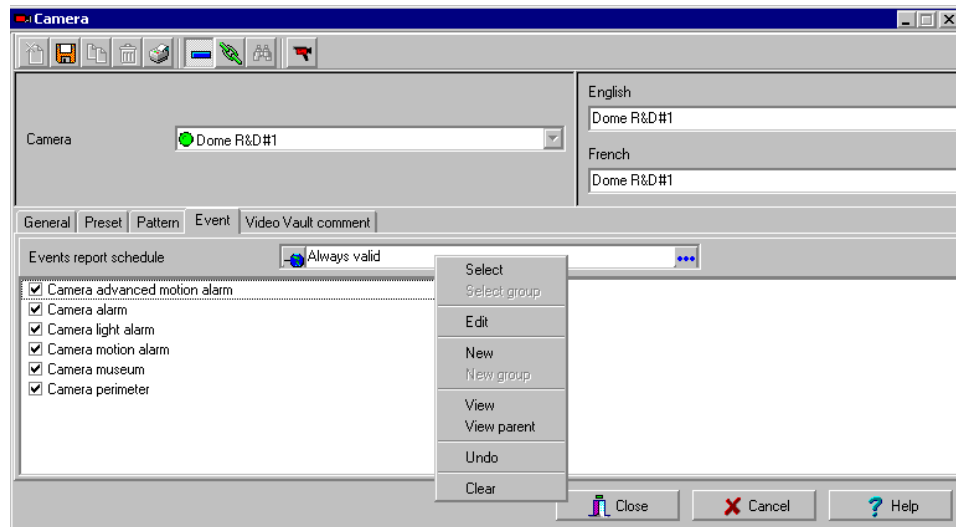 Camera
English
Dome R&D#1
Camera
Dome R&D#1
French
Dome R&D#1
General Preset Pattern Event Video Vault comment
Events report schedule
Always valid
Camera advanced motion alarm
Camera alarm
Camera light alarm
Camera motion alarm
Camera museum
Camera perimeter
Select
Select group
Edit
New
New group
View
View parent
Undo
Clear
Close Cancel Help